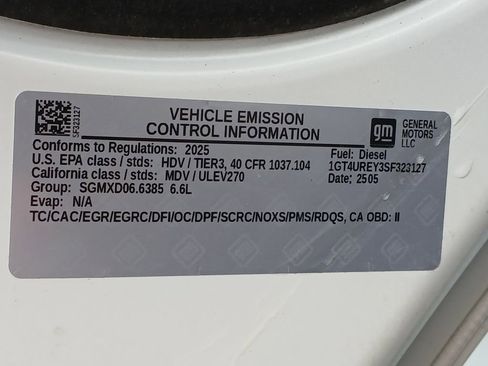 SF323127
VEHICLE EMISSION
CONTROL INFORMATION
gm
GENERAL
MOTORS
LLC
Conforms to Regulations: 2025
U.S. EPA class / stds: HDV / TIER3, 40 CFR 1037.104
California class / stds: MDV / ULEV270
Group: SGMXD06.6385 6.6L
Evap: N/A
Fuel: Diesel
1GT4UREY3SF323127
Date: 2505
TC/CAC/EGR/EGRC/DFI/OC/DPF/SCRC/NOXS/PMS/RDQS, CA OBD: II